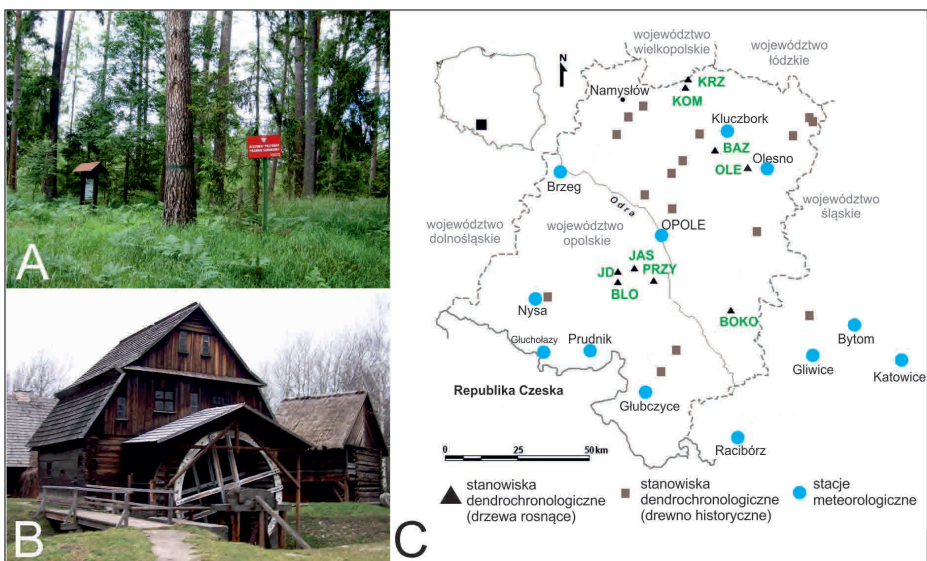 A
B
C
województwo
wielkopolskie
województwo
łódzkie
N
Namysłów
KRZ
KOM
Kluczbork
BAZ
OLE
Olesno
Brzeg
Odra
województwo
śląskie
województwo
dolnośląskie
województwo
opolskie
OPOLE
JAS
JD
PRZY
BLO
Nysa
BOKO
Głuchołazy
Prudnik
Bytom
Gliwice
Katowice
Republika Czeska
Głubczyce
Racibórz
0 25 50 km
stanowiska
dendrochronologiczne
(drzewa rosnące)
stanowiska
dendrochronologiczne
(drewno historyczne)
stacje
meteorologiczne